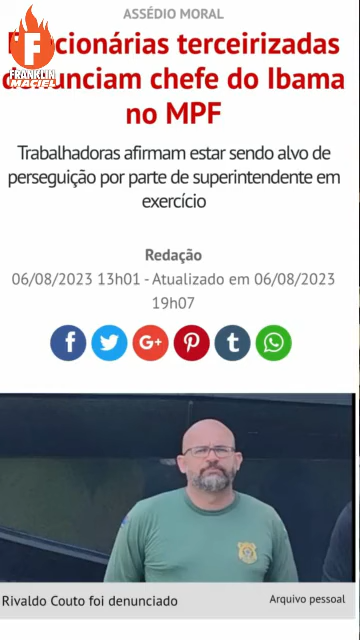 ASSÉDIO MORAL
F
FRANKLIN
MACIEL
terceirizadas
chefe do Ibama
no MPF
Trabalhadoras afirmam estar sendo alvo de
perseguição por parte de superintendente em
exercício
Redação
06/08/2023 13h01 - Atualizado em 06/08/2023
19h07
Rivaldo Couto foi denunciado
Arquivo pessoal